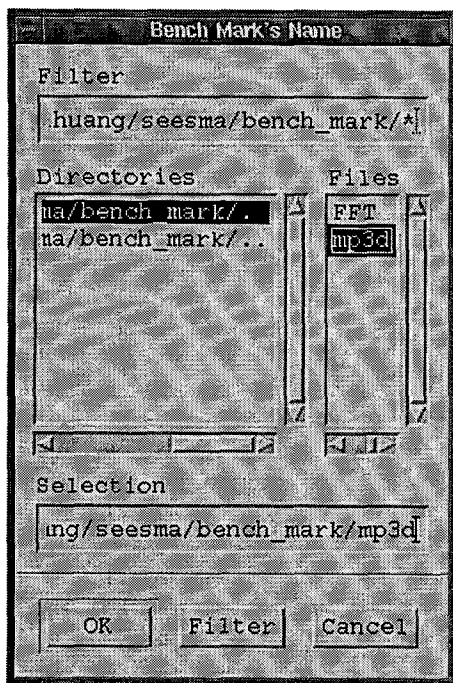 Bench Mark's Name
Filter
huang/seesma/bench_mark/*
Directories
ma/bench_mark/.
ma/bench_mark/..
Files
FFT
mp3d
Selection
ung/seesma/bench_mark/mp3d
OK
Filter
Cancel